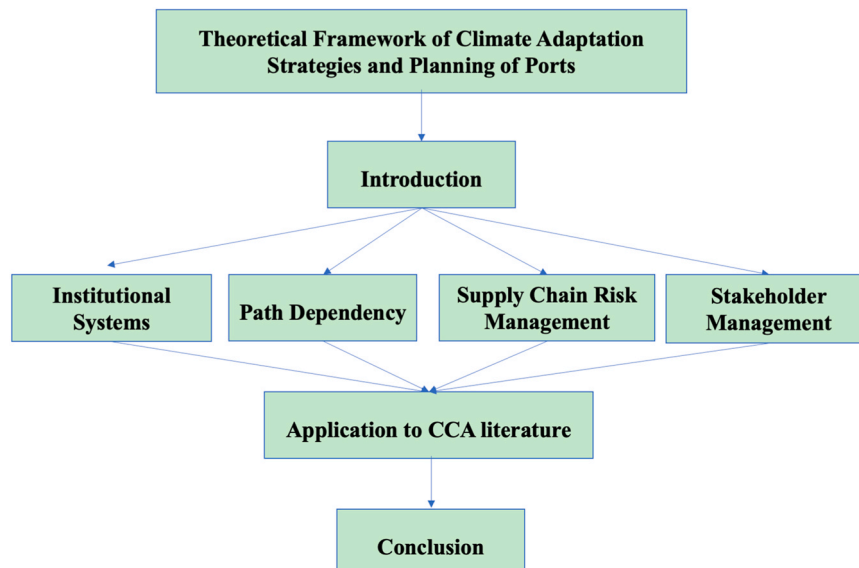 Theoretical Framework of Climate Adaptation
Strategies and Planning of Ports
Introduction
Institutional
Systems
Path Dependency
Supply Chain Risk
Management
Stakeholder
Management
Application to CCA literature
Conclusion